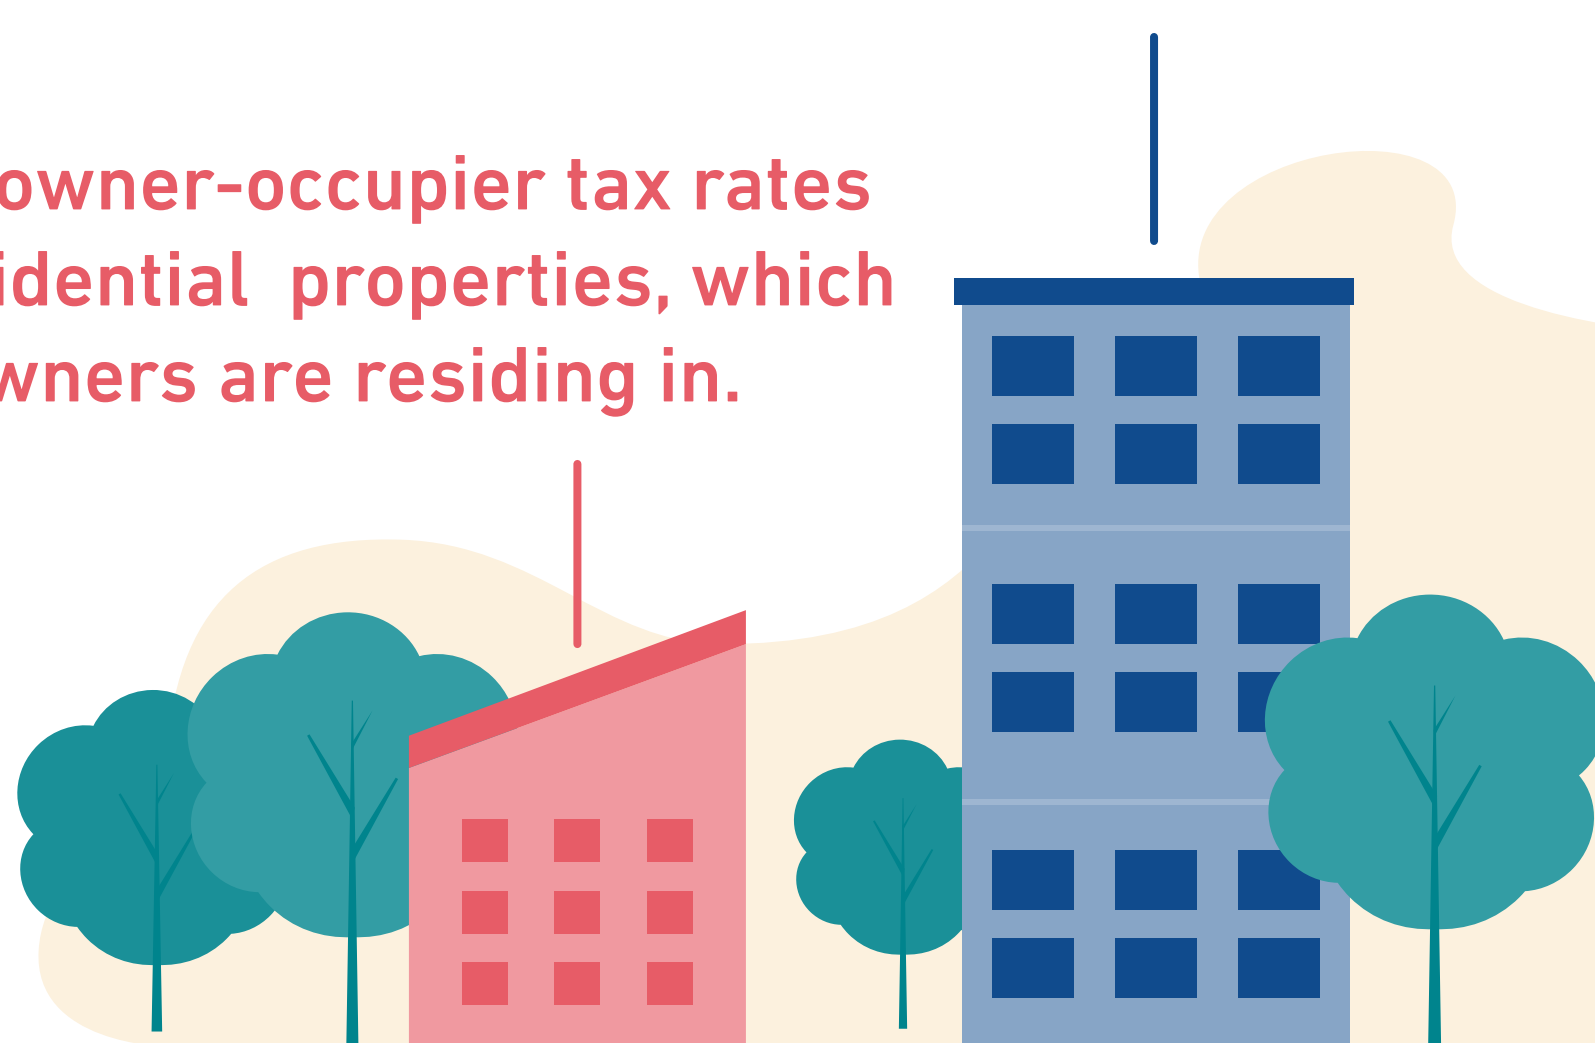 owner-occupier tax rates
idential properties, which
wners are residing in.